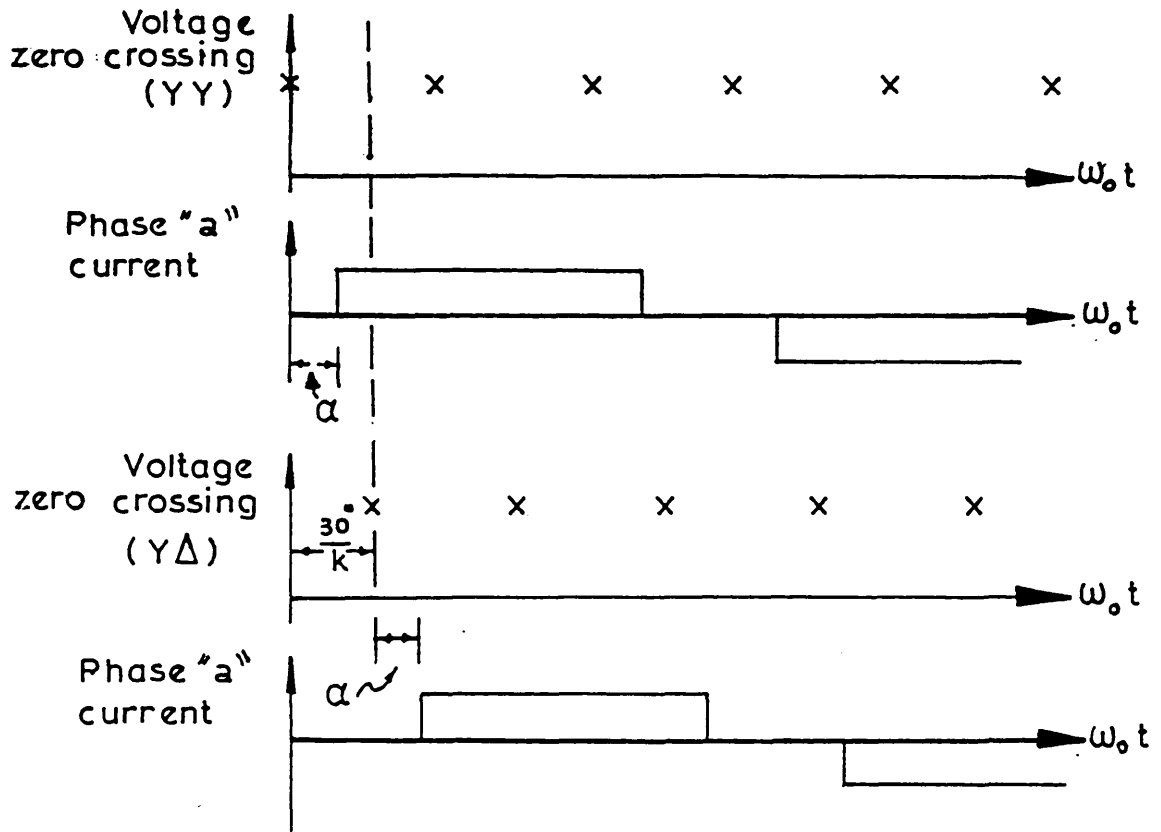 Voltage
zero crossing
(YY)
ω₀t
Phase "a"
current
ω₀t
α
Voltage
zero crossing
(YΔ)
30°
k
ω₀t
α
Phase "a"
current
ω₀t